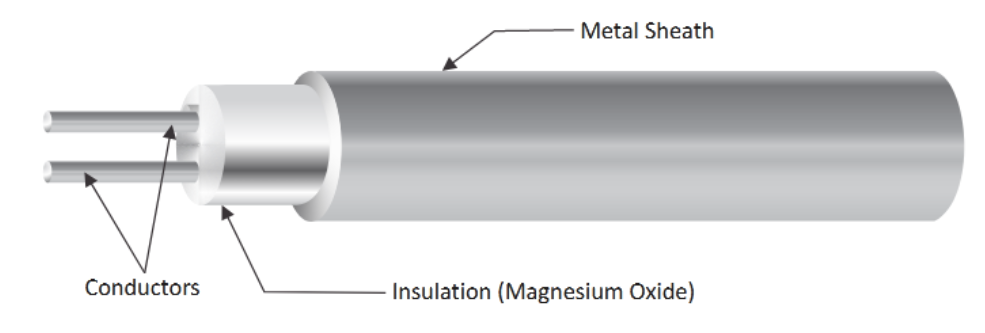 Metal Sheath
Conductors
Insulation (Magnesium Oxide)